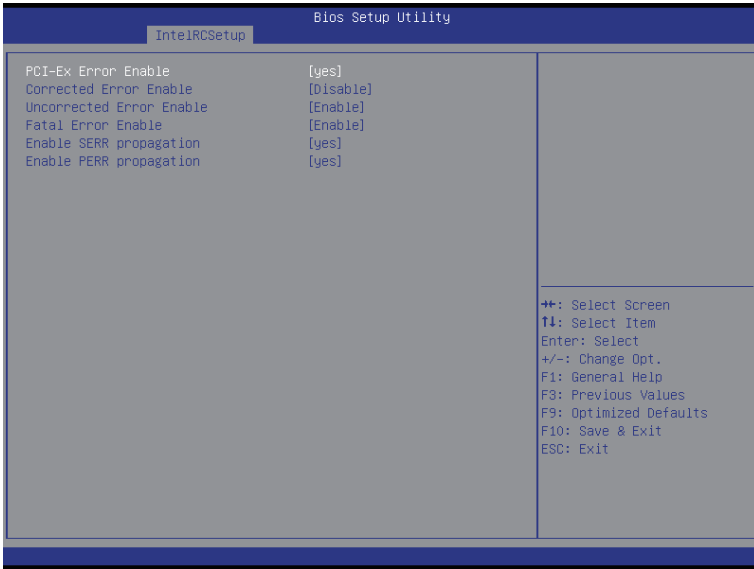 Bios Setup Utility
IntelRCSetup
PCI-Ex Error Enable [yes]
Corrected Error Enable [Disable]
Uncorrected Error Enable [Enable]
Fatal Error Enable [Enable]
Enable SERR propagation [yes]
Enable PERR propagation [yes]
→←: Select Screen
↑↓: Select Item
Enter: Select
+/-: Change Opt.
F1: General Help
F3: Previous Values
F9: Optimized Defaults
F10: Save & Exit
ESC: Exit